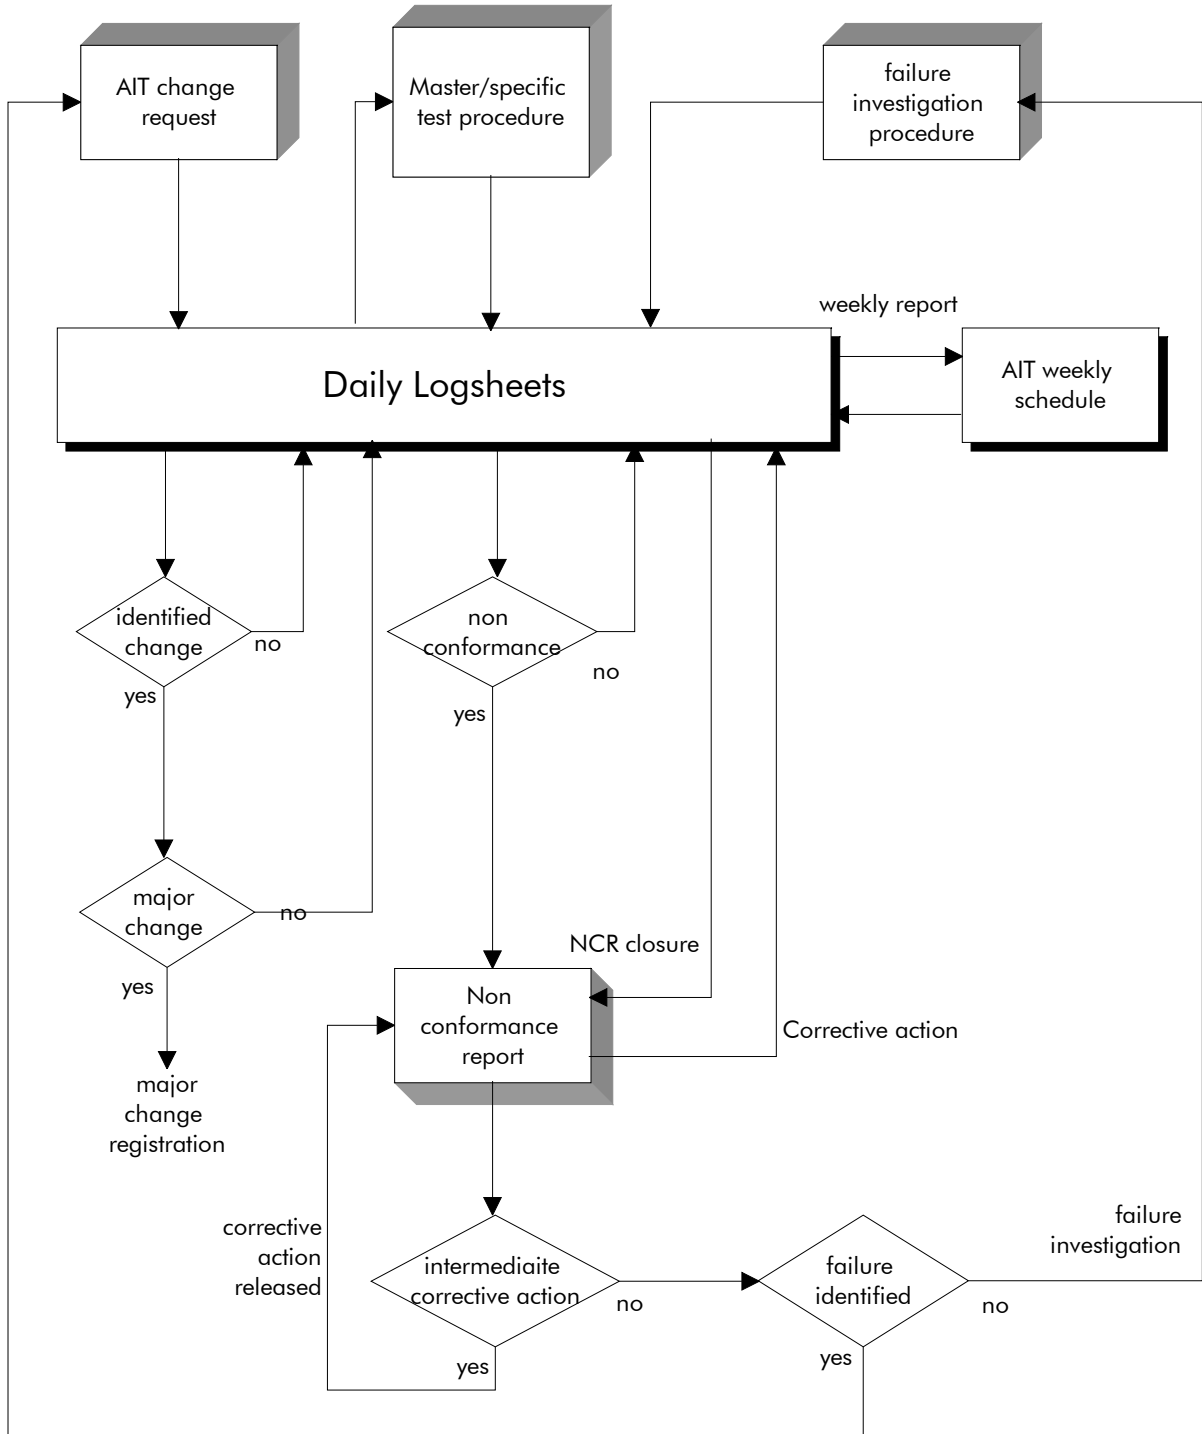 AIT change
request
Master/specific
test procedure
failure
investigation
procedure
weekly report
Daily Logsheets
AIT weekly
schedule
identified
change
no
yes
non
conformance
no
yes
major
change
no
yes
major
change
registration
NCR closure
Non
conformance
report
Corrective action
corrective
action
released
intermediaite
corrective action
no
yes
failure
identified
no
yes
failure
investigation